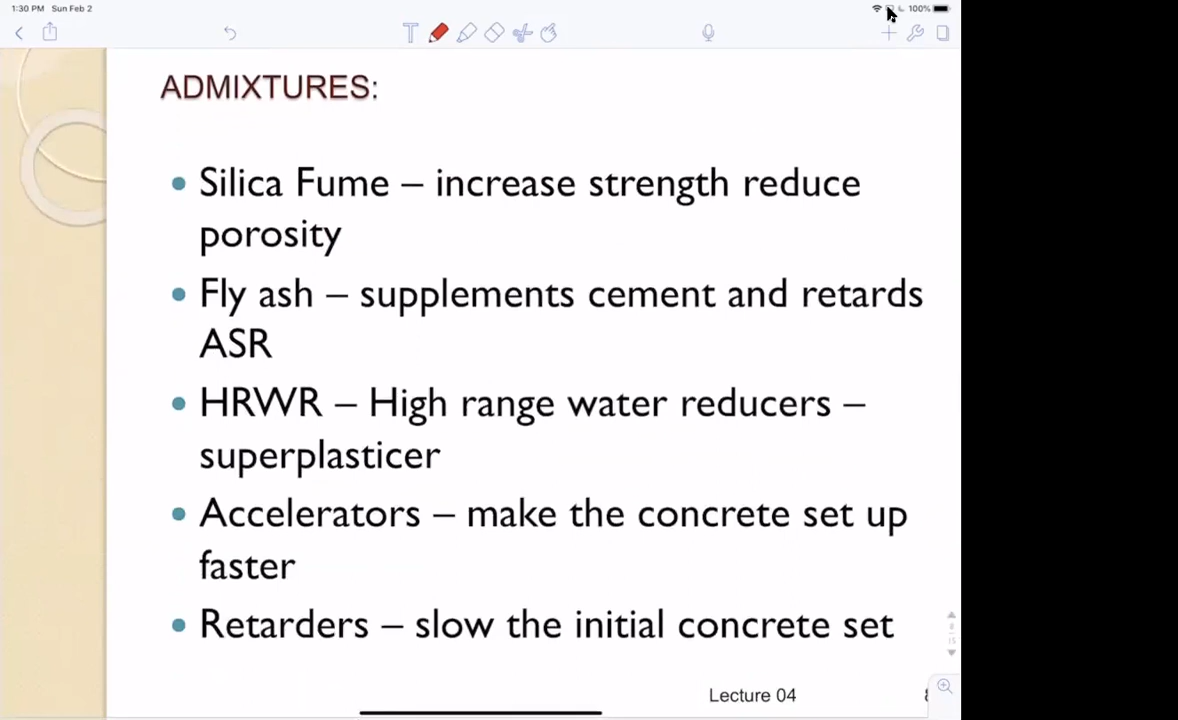 1:30 PM Sun Feb 2
100%
T
ADMIXTURES:
• Silica Fume – increase strength reduce
porosity
• Fly ash – supplements cement and retards
ASR
• HRWR – High range water reducers –
superplasticer
• Accelerators – make the concrete set up
faster
• Retarders – slow the initial concrete set
Lecture 04